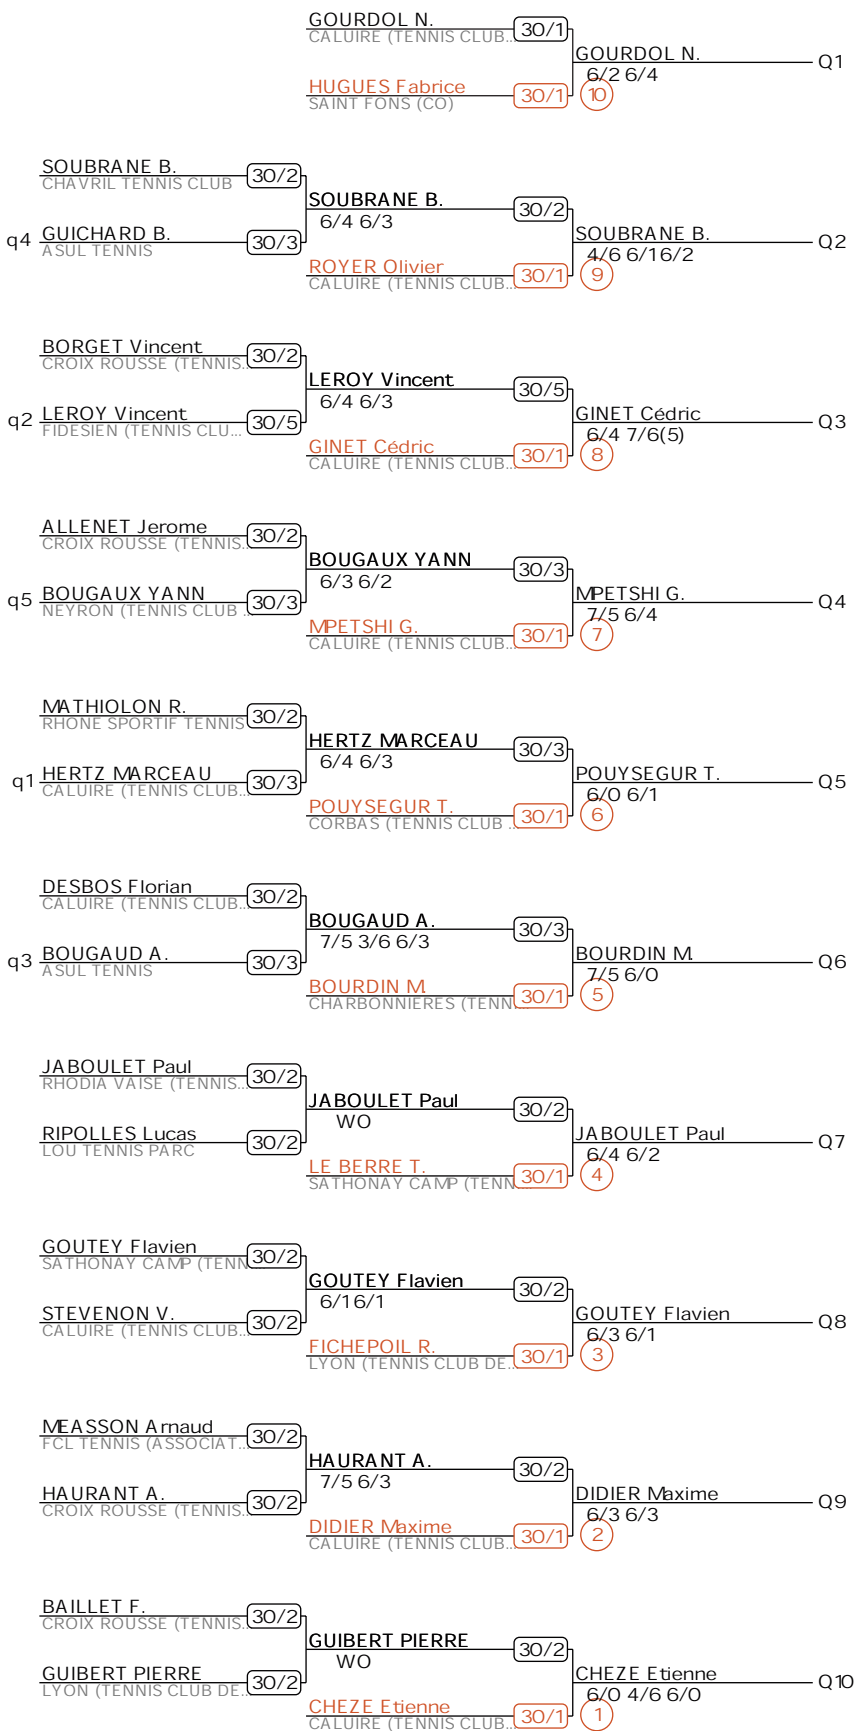 GOURDOL N.
30/1
CALUIRE (TENNIS CLUB...
GOURDOL N.
Q1
6/2 6/4
HUGUES Fabrice
30/1
10
SAINT FONS (CO)
SOUBRANE B.
30/2
CHAVRIL TENNIS CLUB
SOUBRANE B.
30/2
6/4 6/3
q4
GUICHARD B.
30/3
ASUL TENNIS
SOUBRANE B.
Q2
4/6 6/1 6/2
ROYER Olivier
30/1
9
CALUIRE (TENNIS CLUB...
BORGET Vincent
30/2
CROIX ROUSSE (TENNIS...
LEROY Vincent
30/5
6/4 6/3
q2
LEROY Vincent
30/5
FIDESIEN (TENNIS CLU...
GINET Cédric
Q3
6/4 7/6(5)
GINET Cédric
30/1
8
CALUIRE (TENNIS CLUB...
ALLENET Jerome
30/2
CROIX ROUSSE (TENNIS...
BOUGAUX YANN
30/3
6/3 6/2
q5
BOUGAUX YANN
30/3
NEYRON (TENNIS CLUB ...
MPETSHI G.
Q4
7/5 6/4
MPETSHI G.
30/1
7
CALUIRE (TENNIS CLUB...
MATHIOLON R.
30/2
RHONE SPORTIF TENNIS
HERTZ MARCEAU
30/3
6/4 6/3
q1
HERTZ MARCEAU
30/3
CALUIRE (TENNIS CLUB...
POUYSEGUR T.
Q5
6/0 6/1
POUYSEGUR T.
30/1
6
CORBAS (TENNIS CLUB ...
DESBOS Florian
30/2
CALUIRE (TENNIS CLUB...
BOUGAUD A.
30/3
7/5 3/6 6/3
q3
BOUGAUD A.
30/3
ASUL TENNIS
BOURDIN M.
Q6
7/5 6/0
BOURDIN M.
30/1
5
CHARBONNIERES (TENN...
JABOULET Paul
30/2
RHODIA VAISE (TENNIS...
JABOULET Paul
30/2
WO
RIPOLLES Lucas
30/2
LOU TENNIS PARC
JABOULET Paul
Q7
6/4 6/2
LE BERRE T.
30/1
4
SATHONAY CAMP (TENN...
GOUTEY Flavien
30/2
SATHONAY CAMP (TENN...
GOUTEY Flavien
30/2
6/1 6/1
STEVENON V.
30/2
CALUIRE (TENNIS CLUB...
GOUTEY Flavien
Q8
6/3 6/1
FICHEPOIL R.
30/1
3
LYON (TENNIS CLUB DE...
MEASSON Arnaud
30/2
FCL TENNIS (ASSOCIAT...
HAURANT A.
30/2
7/5 6/3
HAURANT A.
30/2
CROIX ROUSSE (TENNIS...
DIDIER Maxime
Q9
6/3 6/3
DIDIER Maxime
30/1
2
CALUIRE (TENNIS CLUB...
BAILLET F.
30/2
CROIX ROUSSE (TENNIS...
GUIBERT PIERRE
30/2
WO
GUIBERT PIERRE
30/2
LYON (TENNIS CLUB DE...
CHEZE Etienne
Q10
6/0 4/6 6/0
CHEZE Etienne
30/1
1
CALUIRE (TENNIS CLUB...